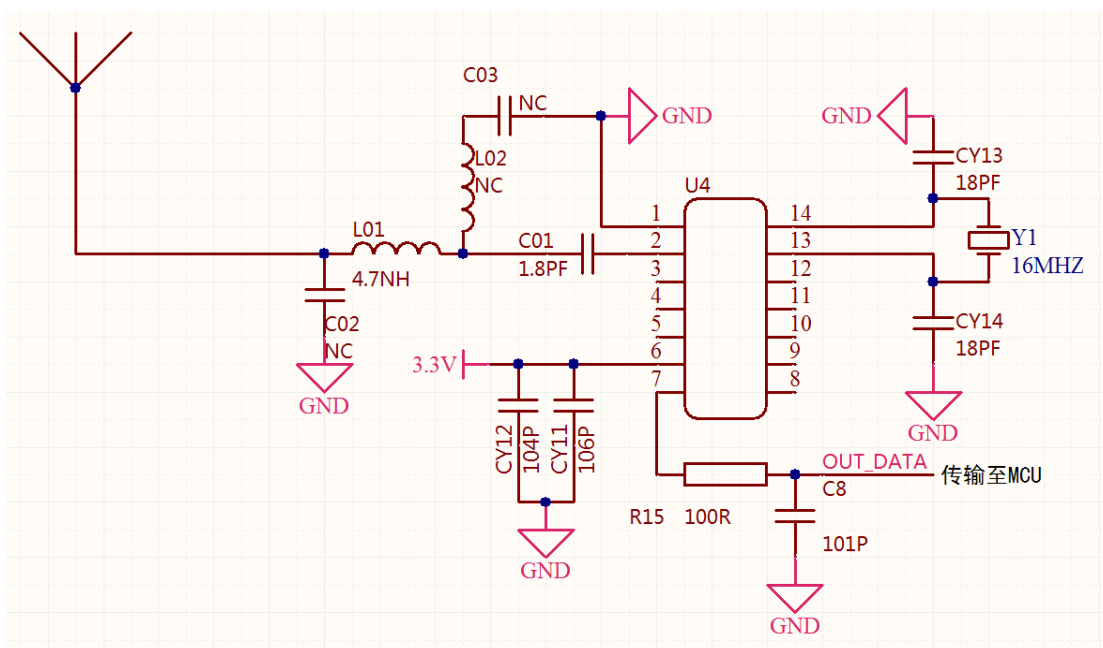 C03
NC
GND
GND
CY13
18PF
L02
NC
U4
1
14
L01
C01
2
13
Y1
4.7NH
1.8PF
3
12
16MHZ
4
11
C02
5
10
CY14
NC
6
9
18PF
3.3V
7
8
GND
GND
CY12
104P
CY11
106P
OUT_DATA
传输至MCU
C8
R15 100R
101P
GND
GND